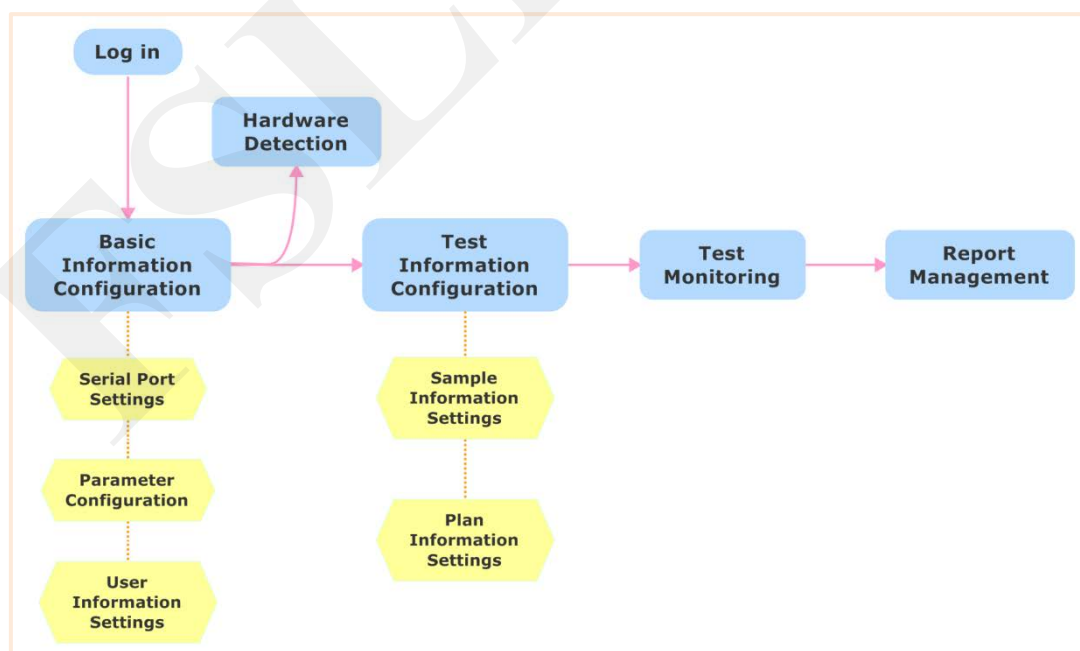 Log in
Hardware
Detection
Basic
Information
Configuration
Test
Information
Configuration
Test
Monitoring
Report
Management
Serial Port
Settings
Parameter
Configuration
User
Information
Settings
Sample
Information
Settings
Plan
Information
Settings